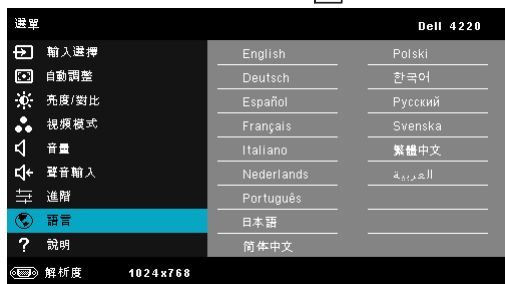 選單 Dell 4220
輸入選擇
自動調整
亮度/對比
視頻模式
音量
聲音輸入
進階
語言
? 說明
解析度 1024x768
English
Deutsch
Español
Français
Italiano
Nederlands
Português
日本語
简体中文
Polski
한국어
Русский
Svenska
繁體中文
العربية